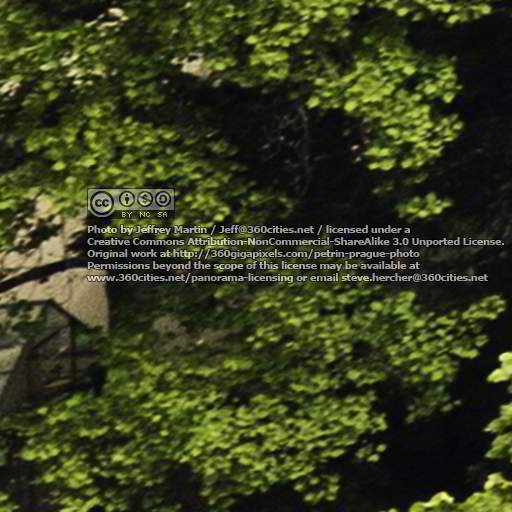 cc
BY NC SA
Photo by Jeffrey Martin / Jeff@360cities.net / licensed under a
Creative Commons Attribution-NonCommercial-ShareAlike 3.0 Unported License.
Original work at http://360gigapixels.com/petrin-prague-photo
Permissions beyond the scope of this license may be available at
www.360cities.net/panorama-licensing or email steve.hercher@360cities.net